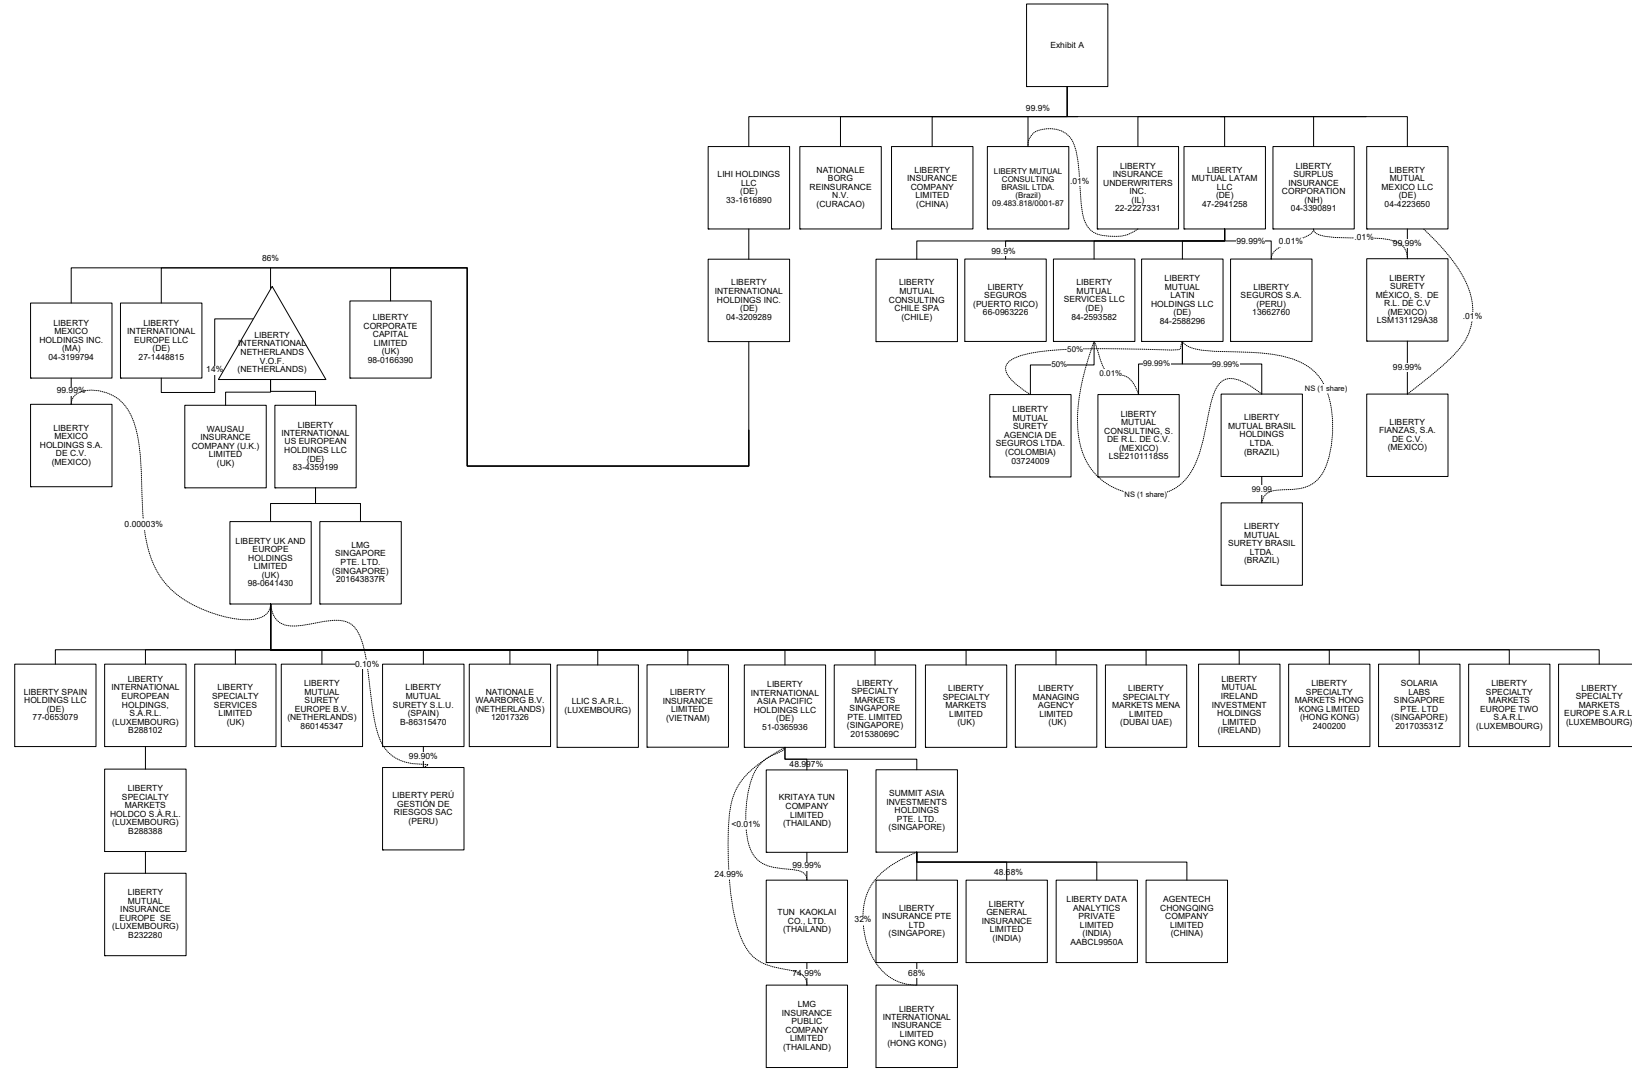 Exhibit A
99.9%
LIHI HOLDINGS
LLC
(DE)
33-1616890
NATIONALE
BORG
REINSURANCE
N.V.
(CURACAO)
LIBERTY
INSURANCE
COMPANY
LIMITED
(CHINA)
LIBERTY MUTUAL
CONSULTING
BRASIL LTDA.
(Brazil)
09.483.818/0001-87
.01%
LIBERTY
INSURANCE
UNDERWRITERS
INC.
(IL)
22-2227331
LIBERTY
MUTUAL LATAM
LLC
(DE)
47-2941258
LIBERTY
SURPLUS
INSURANCE
CORPORATION
(NH)
04-3390891
LIBERTY
MUTUAL
MEXICO LLC
(DE)
04-4223650
99.9%
99.99%
0.01%
.01%
99.99%
LIBERTY
INTERNATIONAL
HOLDINGS INC.
(DE)
04-3209289
LIBERTY
MUTUAL
CONSULTING
CHILE SPA
(CHILE)
LIBERTY
SEGUROS
(PUERTO RICO)
66-0963226
LIBERTY
MUTUAL
SERVICES LLC
(DE)
84-2593582
LIBERTY
MUTUAL
LATIN
HOLDINGS LLC
(DE)
84-2588296
LIBERTY
SEGUROS S.A.
(PERU)
13662760
LIBERTY
SURETY
MÉXICO, S. DE
R.L. DE C.V
(MEXICO)
LSM131129A38
.01%
86%
LIBERTY
MEXICO
HOLDINGS INC.
(MA)
04-3199794
LIBERTY
INTERNATIONAL
EUROPE LLC
(DE)
27-1448815
14%
LIBERTY
INTERNATIONAL
NETHERLANDS
V.O.F.
(NETHERLANDS)
LIBERTY
CORPORATE
CAPITAL
LIMITED
(UK)
98-0166390
50%
50%
0.01%
99.99%
99.99%
NS (1 share)
99.99%
99.99%
LIBERTY
MEXICO
HOLDINGS S.A.
DE C.V.
(MEXICO)
WAUSAU
INSURANCE
COMPANY (U.K.)
LIMITED
(UK)
LIBERTY
INTERNATIONAL
US EUROPEAN
HOLDINGS LLC
(DE)
83-4359199
LIBERTY
MUTUAL
SURETY
AGENCIA DE
SEGUROS LTDA.
(COLOMBIA)
03724009
LIBERTY
MUTUAL
CONSULTING, S.
DE R.L. DE C.V.
(MEXICO)
LSE2101118S5
LIBERTY
MUTUAL BRASIL
HOLDINGS
LTDA.
(BRAZIL)
LIBERTY
FIANZAS, S.A.
DE C.V.
(MEXICO)
NS (1 share)
99.99
0.00003%
LIBERTY UK AND
EUROPE
HOLDINGS
LIMITED
(UK)
98-0641430
LMG
SINGAPORE
PTE. LTD.
(SINGAPORE)
201643837R
LIBERTY
MUTUAL
SURETY BRASIL
LTDA.
(BRAZIL)
0.10%
LIBERTY SPAIN
HOLDINGS LLC
(DE)
77-0653079
LIBERTY
INTERNATIONAL
EUROPEAN
HOLDINGS,
S.À.R.L.
(LUXEMBOURG)
B288102
LIBERTY
SPECIALTY
SERVICES
LIMITED
(UK)
LIBERTY
MUTUAL
SURETY
EUROPE B.V.
(NETHERLANDS)
860145347
LIBERTY
MUTUAL
SURETY S.L.U.
(SPAIN)
B-86315470
NATIONALE
WAARBORG B.V.
(NETHERLANDS)
12017326
LLIC S.A.R.L.
(LUXEMBOURG)
LIBERTY
INSURANCE
LIMITED
(VIETNAM)
LIBERTY
INTERNATIONAL
ASIA PACIFIC
HOLDINGS LLC
(DE)
51-0365936
LIBERTY
SPECIALTY
MARKETS
SINGAPORE
PTE. LIMITED
(SINGAPORE)
201538069C
LIBERTY
SPECIALTY
MARKETS
LIMITED
(UK)
LIBERTY
MANAGING
AGENCY
LIMITED
(UK)
LIBERTY
SPECIALTY
MARKETS MENA
LIMITED
(DUBAI UAE)
LIBERTY
MUTUAL
IRELAND
INVESTMENT
HOLDINGS
LIMITED
(IRELAND)
LIBERTY
SPECIALTY
MARKETS HONG
KONG LIMITED
(HONG KONG)
2400200
SOLARIA
LABS
SINGAPORE
PTE. LTD
(SINGAPORE)
201703531Z
LIBERTY
SPECIALTY
MARKETS
EUROPE TWO
S.A.R.L.
(LUXEMBOURG)
LIBERTY
SPECIALTY
MARKETS
EUROPE S.A.R.L.
(LUXEMBOURG)
99.90%
48.997%
LIBERTY
SPECIALTY
MARKETS
HOLDCO S.À.R.L.
(LUXEMBOURG)
B288388
LIBERTY PERÚ
GESTIÓN DE
RIESGOS SAC
(PERU)
<0.01%
KRITAYA TUN
COMPANY
LIMITED
(THAILAND)
SUMMIT ASIA
INVESTMENTS
HOLDINGS
PTE. LTD.
(SINGAPORE)
24.99%
99.99%
48.68%
LIBERTY
MUTUAL
INSURANCE
EUROPE SE
(LUXEMBOURG)
B232280
TUN KAOKLAI
CO., LTD.
(THAILAND)
32%
LIBERTY
INSURANCE PTE
LTD
(SINGAPORE)
LIBERTY
GENERAL
INSURANCE
LIMITED
(INDIA)
LIBERTY DATA
ANALYTICS
PRIVATE
LIMITED
(INDIA)
AABCL9950A
AGENTECH
CHONGQING
COMPANY
LIMITED
(CHINA)
74.99%
68%
LMG
INSURANCE
PUBLIC
COMPANY
LIMITED
(THAILAND)
LIBERTY
INTERNATIONAL
INSURANCE
LIMITED
(HONG KONG)